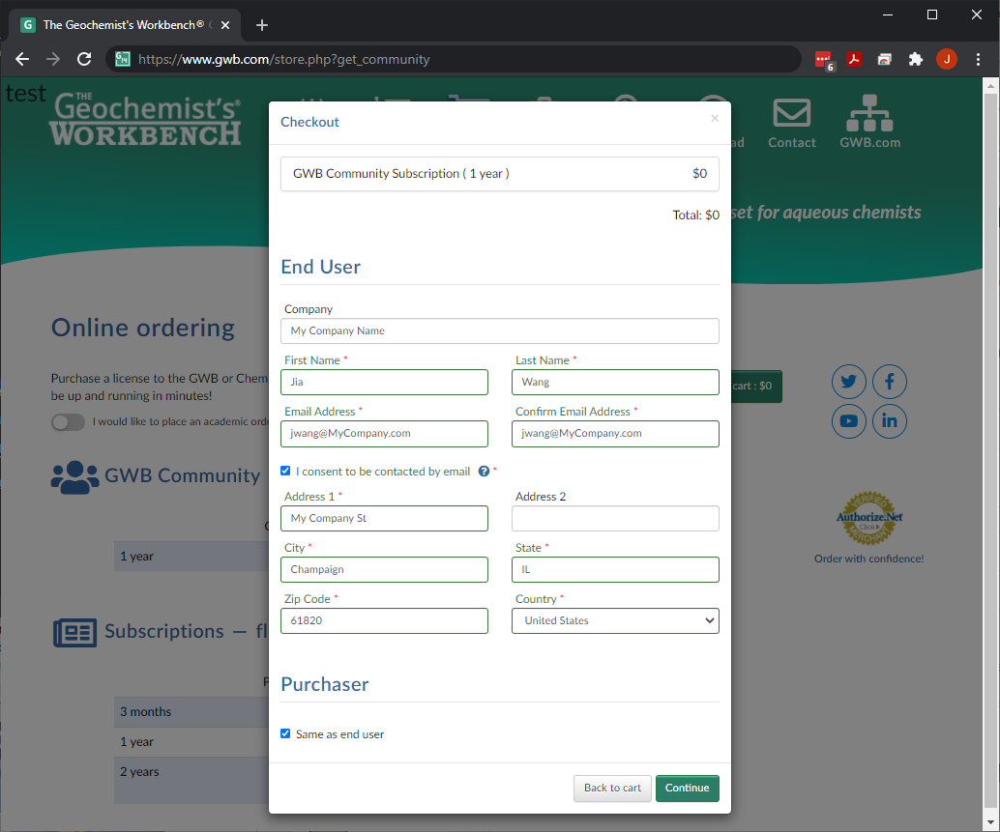 The Geochemist's Workbench®
https://www.gwb.com/store.php?get_community
6
J
test
THE
Geochemist's®
WORKBENCH
Contact
GWB.com
Checkout
×
GWB Community Subscription ( 1 year )
$0
Total: $0
set for aqueous chemists
End User
Company
My Company Name
First Name *
Last Name *
Jia
Wang
Email Address *
Confirm Email Address *
jwang@MyCompany.com
jwang@MyCompany.com
I consent to be contacted by email ? *
Address 1 *
Address 2
My Company St
City *
State *
Champaign
IL
Zip Code *
Country *
61820
United States
Purchaser
Same as end user
Back to cart
Continue
Online ordering
Purchase a license to the GWB or Chem
be up and running in minutes!
I would like to place an academic
cart : $0
GWB Community
1 year
Subscriptions — fl
3 months
1 year
2 years
VERIFIED
Authorize.Net
Click
MERCHANT
Order with confidence!